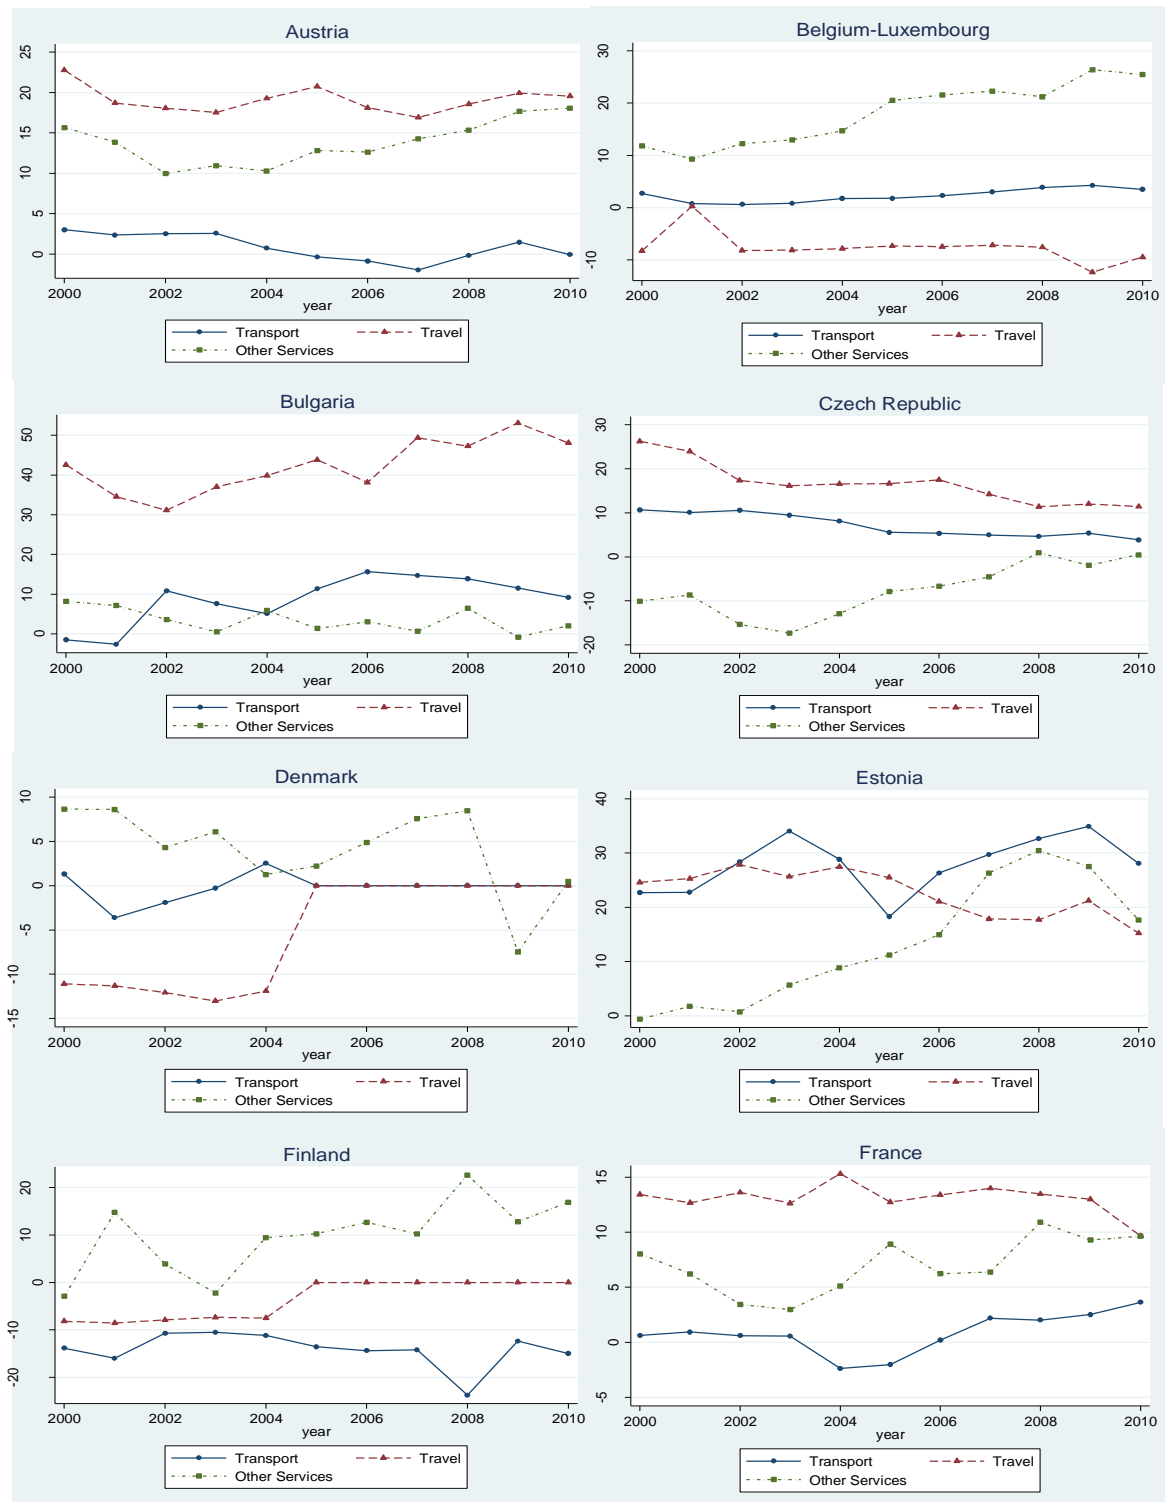 Austria
25
20
15
10
5
0
2000 2002 2004 2006 2008 2010
year
Transport Travel
Other Services
Belgium-Luxembourg
30
20
10
0
-10
2000 2002 2004 2006 2008 2010
year
Transport Travel
Other Services
Bulgaria
50
40
30
20
10
0
2000 2002 2004 2006 2008 2010
year
Transport Travel
Other Services
Czech Republic
30
20
10
0
-10
-20
2000 2002 2004 2006 2008 2010
year
Transport Travel
Other Services
Denmark
10
5
0
-5
-10
-15
2000 2002 2004 2006 2008 2010
year
Transport Travel
Other Services
Estonia
40
30
20
10
0
2000 2002 2004 2006 2008 2010
year
Transport Travel
Other Services
Finland
20
10
0
-10
-20
2000 2002 2004 2006 2008 2010
year
Transport Travel
Other Services
France
15
10
5
0
-5
2000 2002 2004 2006 2008 2010
year
Transport Travel
Other Services